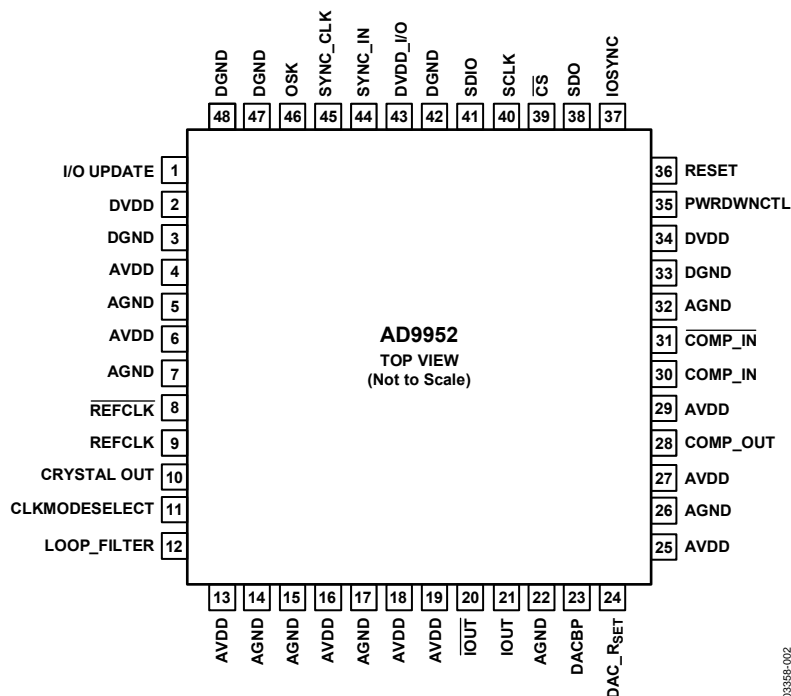 DGND
DGND
OSK
SYNC_CLK
SYNC_IN
DVDD_I/O
DGND
SDIO
SCLK
C̅S̅
SDO
IOSYNC
48 47 46 45 44 43 42 41 40 39 38 37
I/O UPDATE 1
DVDD 2
DGND 3
AVDD 4
AGND 5
AVDD 6
AGND 7
R̅E̅F̅C̅L̅K̅ 8
REFCLK 9
CRYSTAL OUT 10
CLKMODESELECT 11
LOOP_FILTER 12
AD9952
TOP VIEW
(Not to Scale)
36 RESET
35 PWRDWNCTL
34 DVDD
33 DGND
32 AGND
31 C̅O̅M̅P̅_̅I̅N̅
30 COMP_IN
29 AVDD
28 COMP_OUT
27 AVDD
26 AGND
25 AVDD
13 14 15 16 17 18 19 20 21 22 23 24
AVDD
AGND
AGND
AVDD
AGND
AVDD
AVDD
I̅O̅U̅T̅
IOUT
AGND
DACBP
DAC_RSET
03358-002